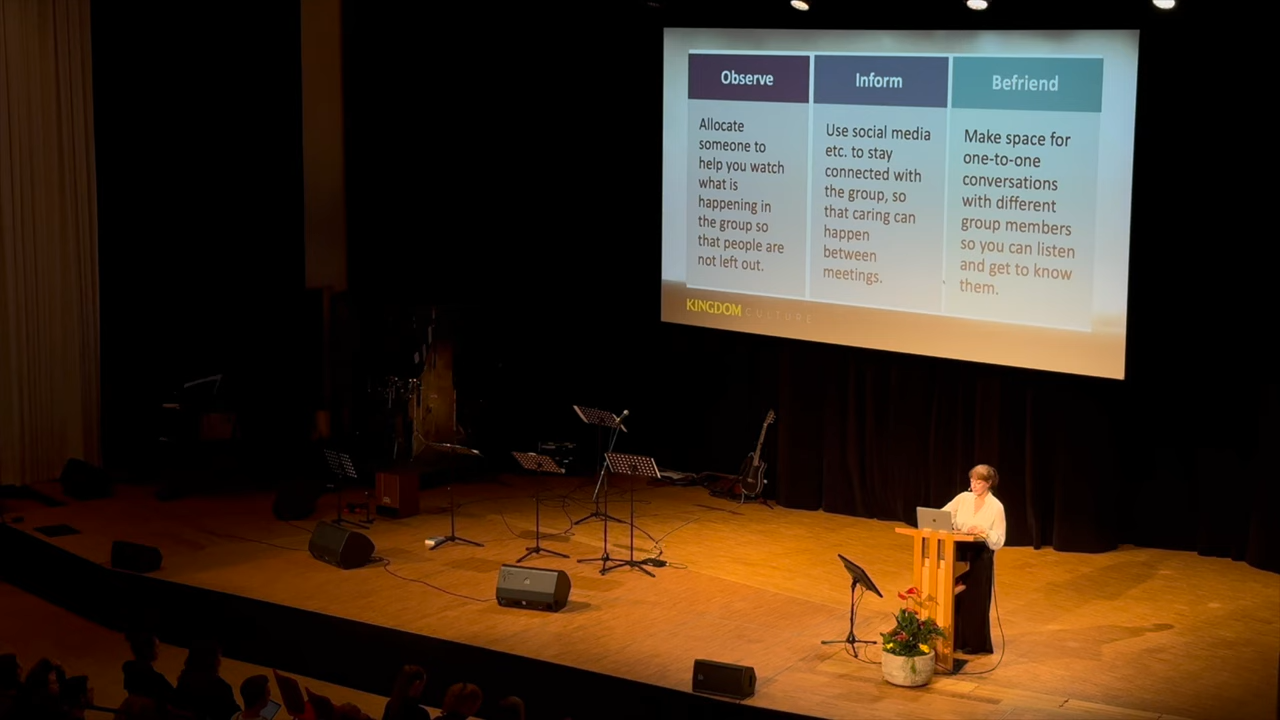 Observe
Allocate
someone to
help you watch
what is
happening in
the group so
that people are
not left out.
Inform
Use social media
etc. to stay
connected with
the group, so
that caring can
happen
between
meetings.
Befriend
Make space for
one-to-one
conversations
with different
group members
so you can listen
and get to know
them.
KINGDOM CULTURE